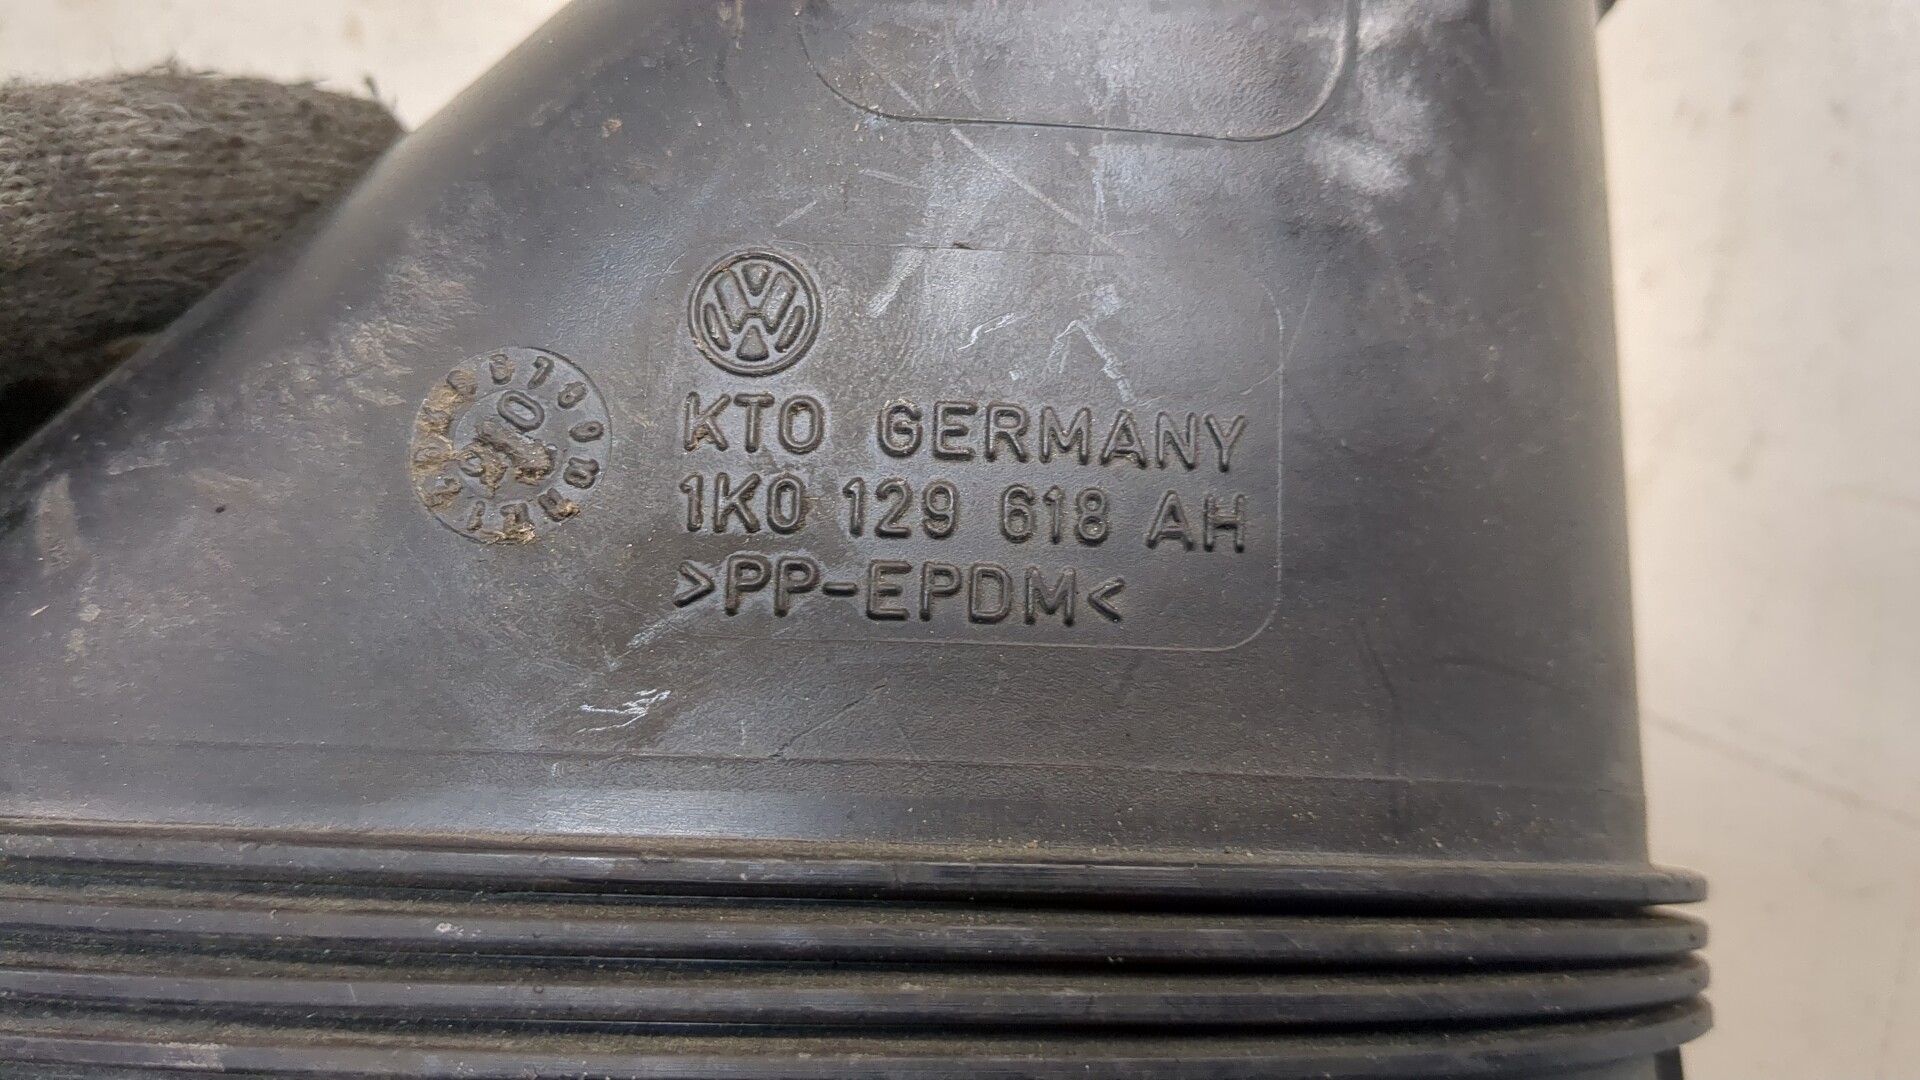 KTO GERMANY
1K0 129 618 AH
>PP-EPDM<